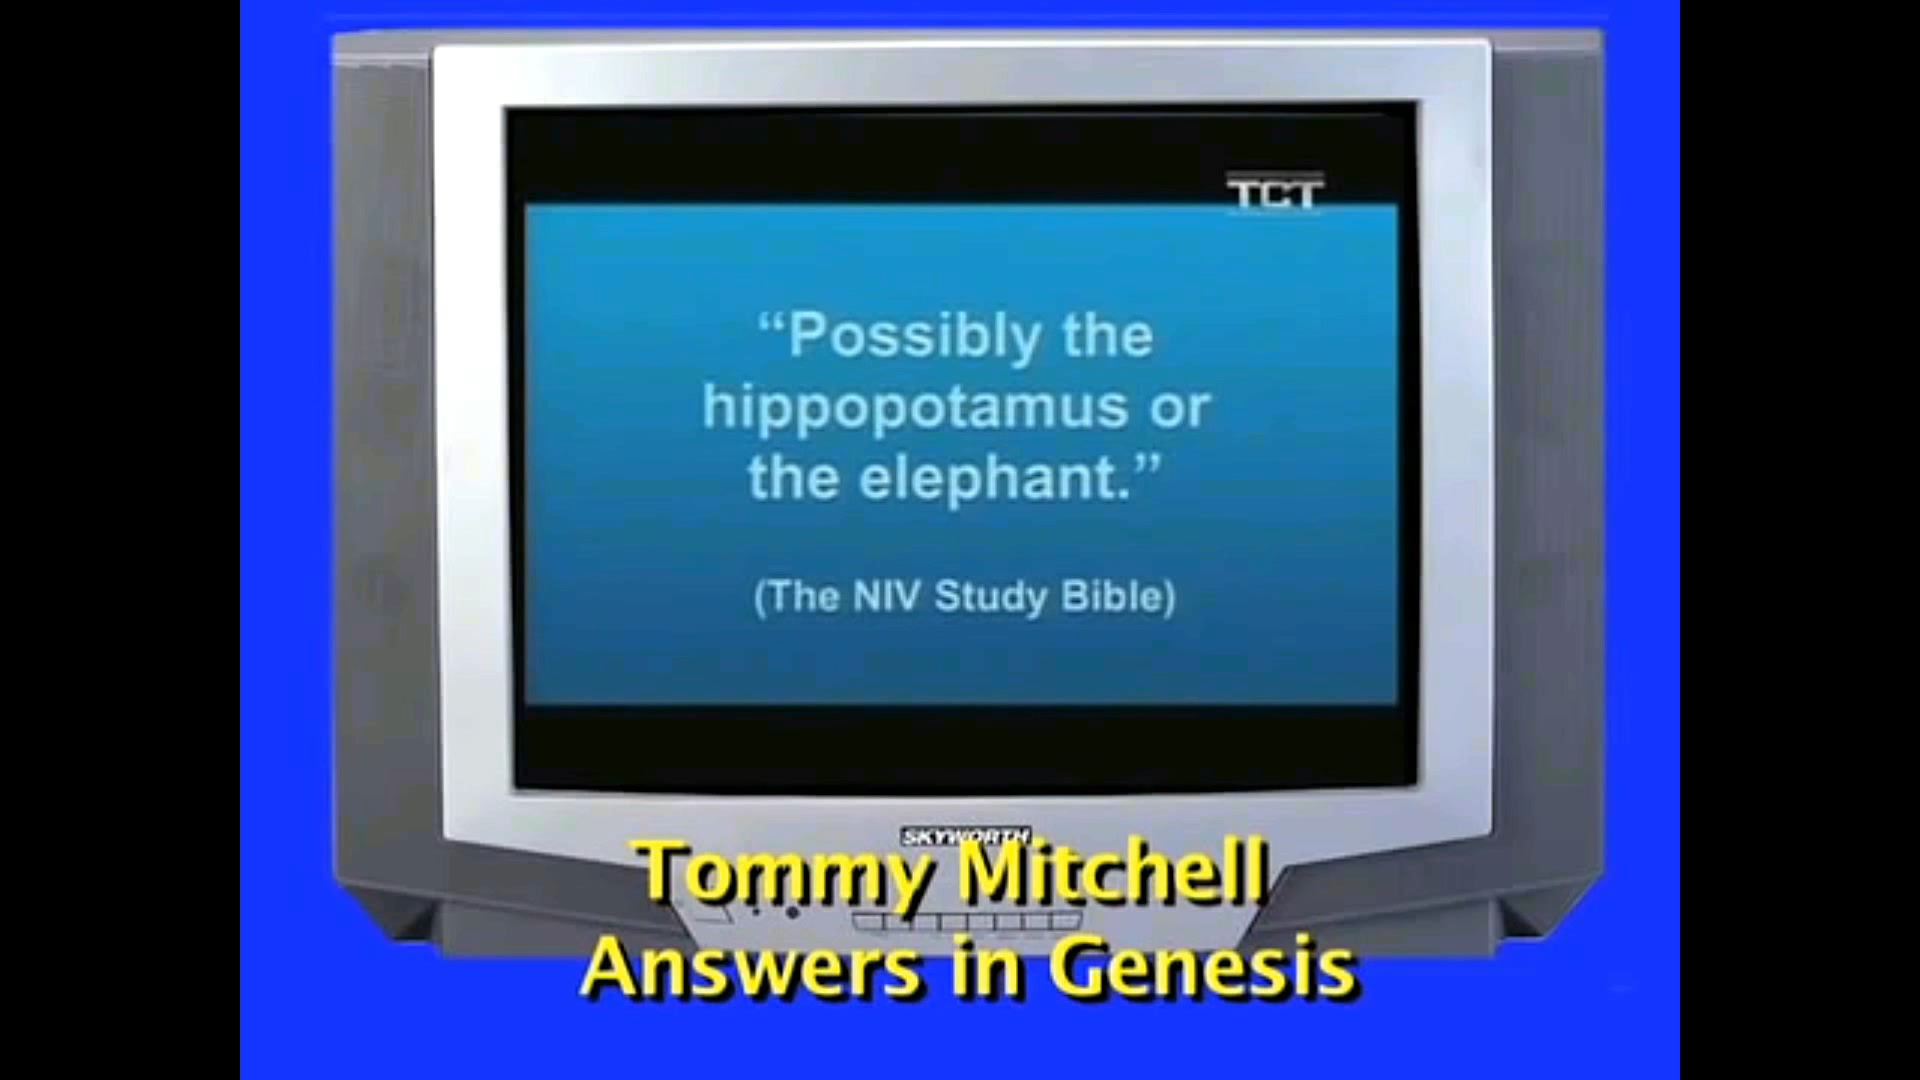 TCT
“Possibly the
hippopotamus or
the elephant.”
(The NIV Study Bible)
SKYWORTH
Tommy Mitchell
Answers in Genesis